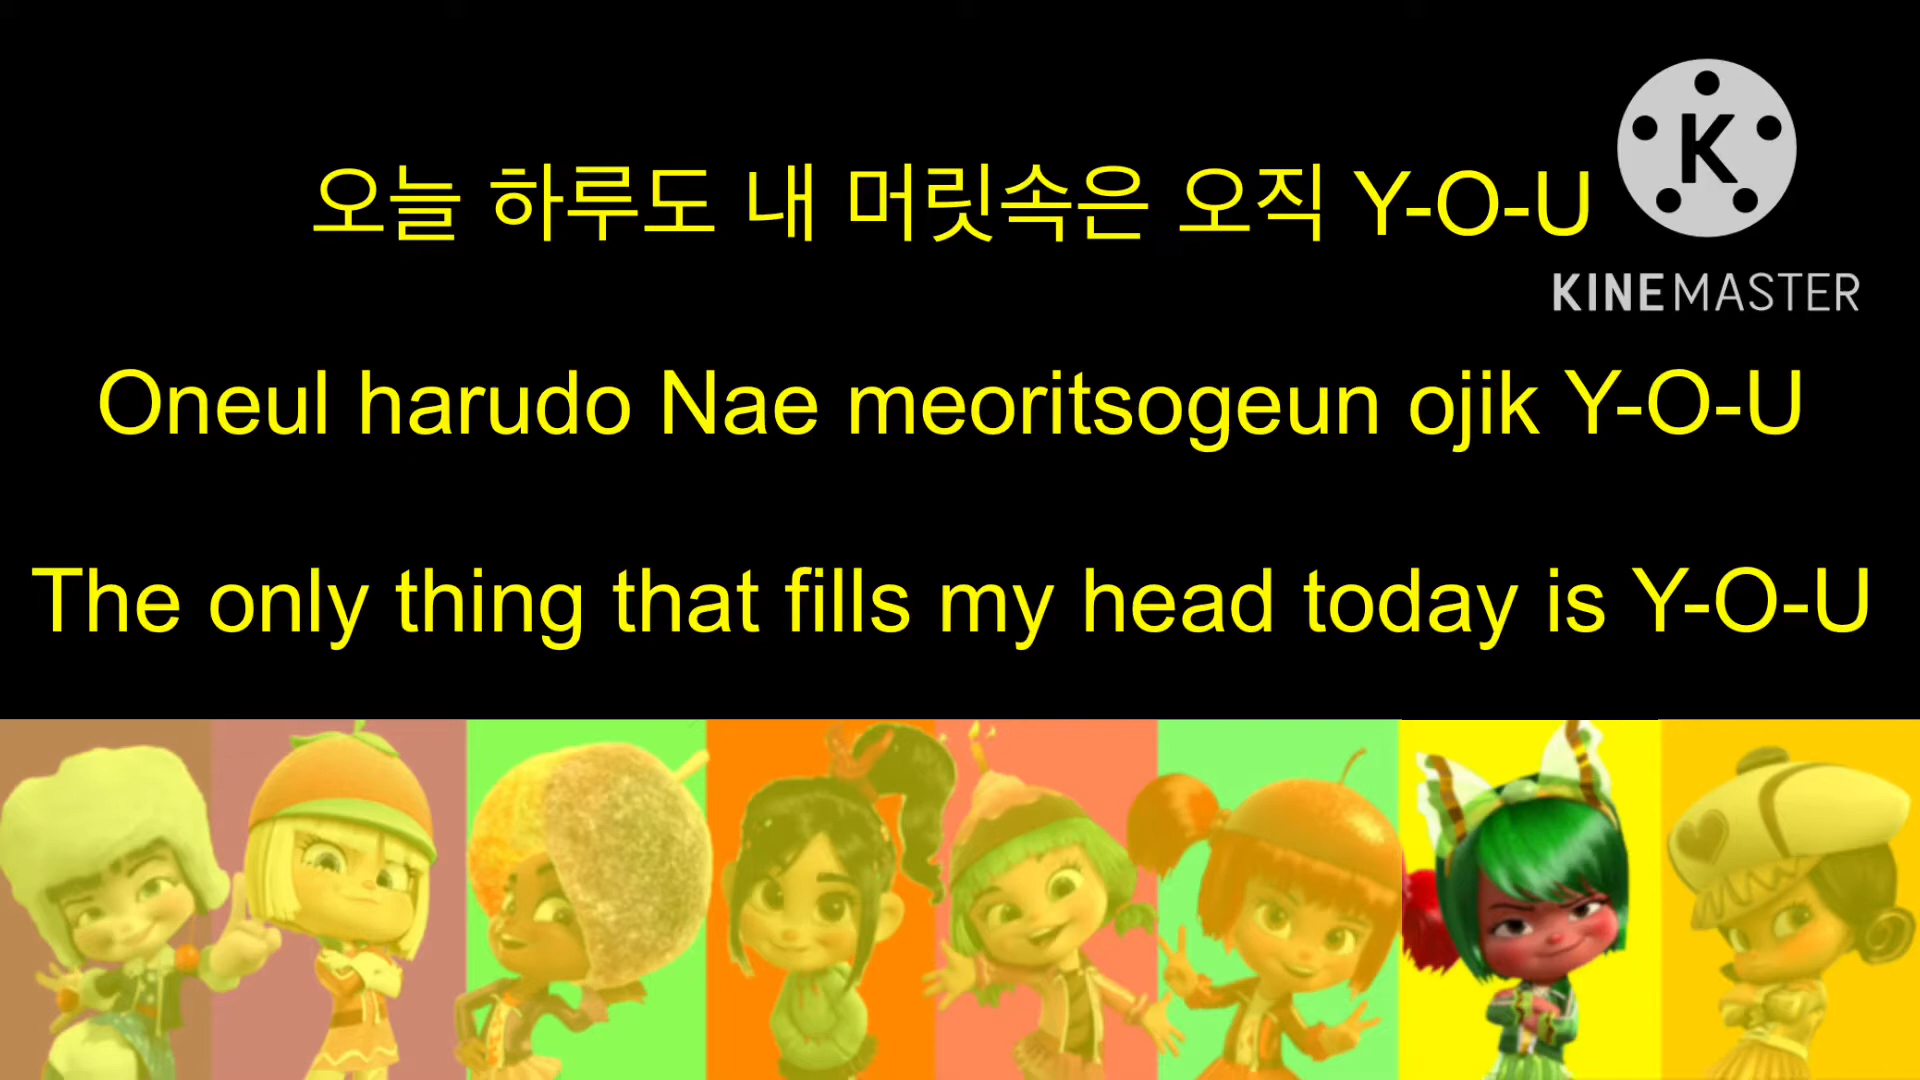 오늘 하루도 내 머릿속은 오직 Y-O-U
K
KINEMASTER
Oneul harudo Nae meoritsogeun ojik Y-O-U
The only thing that fills my head today is Y-O-U